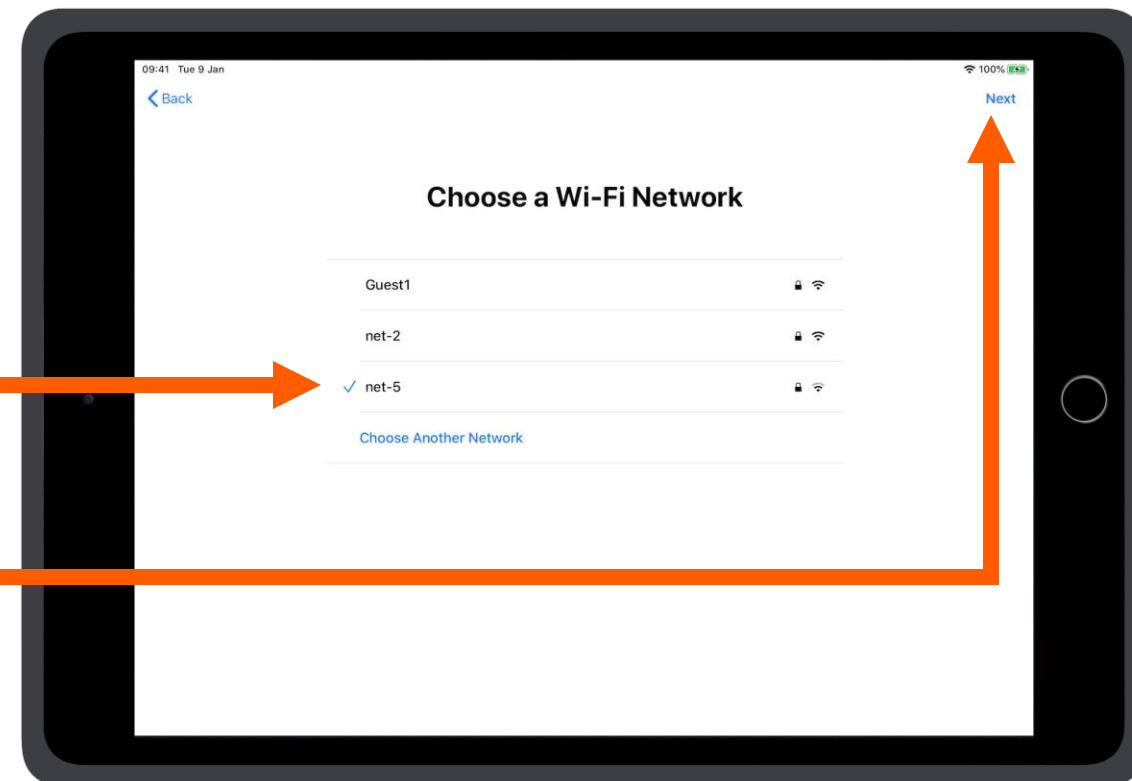 09:41 Tue 9 Jan 100%
Back Next
Choose a Wi-Fi Network
Guest1
net-2
net-5
Choose Another Network